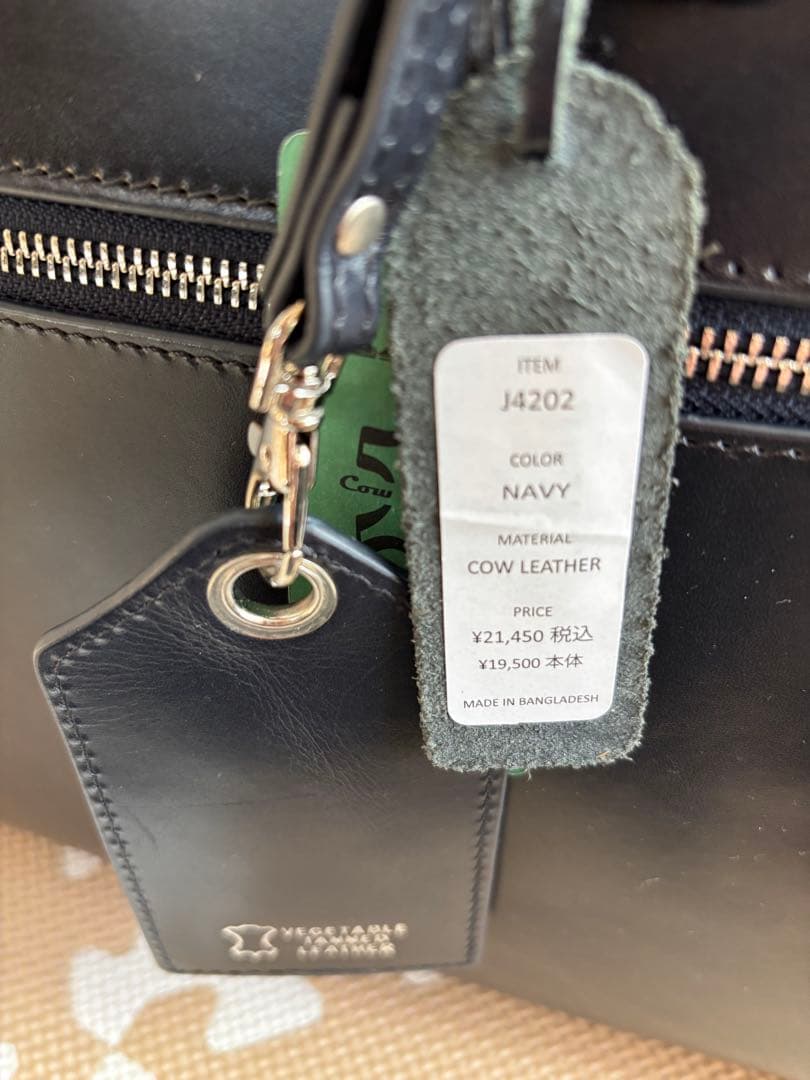 ITEM
J4202
COLOR
NAVY
MATERIAL
COW LEATHER
PRICE
¥21,450 税込
¥19,500 本体
MADE IN BANGLADESH
Cow
VEGETABLE
TANNED
LEATHER